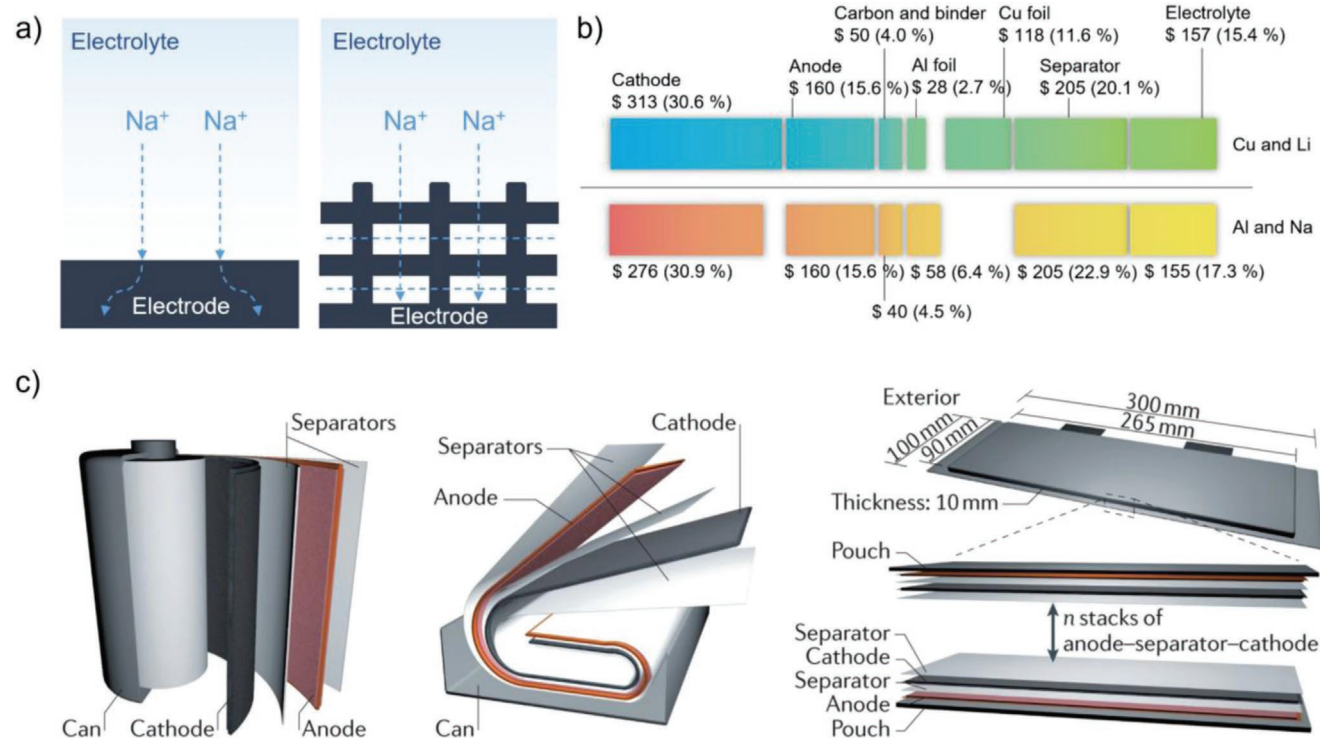 a)
Electrolyte
Na⁺ Na⁺
Electrode
Electrolyte
Na⁺ Na⁺
Electrode
b)
Cathode
$ 313 (30.6 %)
Anode
$ 160 (15.6 %)
Carbon and binder
$ 50 (4.0 %)
Al foil
$ 28 (2.7 %)
Cu foil
$ 118 (11.6 %)
Separator
$ 205 (20.1 %)
Electrolyte
$ 157 (15.4 %)
Cu and Li
Al and Na
$ 276 (30.9 %)
$ 160 (15.6 %)
$ 40 (4.5 %)
$ 58 (6.4 %)
$ 205 (22.9 %)
$ 155 (17.3 %)
c)
Separators
Can
Cathode
Anode
Separators
Cathode
Anode
Can
Exterior
300 mm
265 mm
100 mm
90 mm
Thickness: 10 mm
Pouch
n stacks of
anode–separator–cathode
Separator
Cathode
Separator
Anode
Pouch